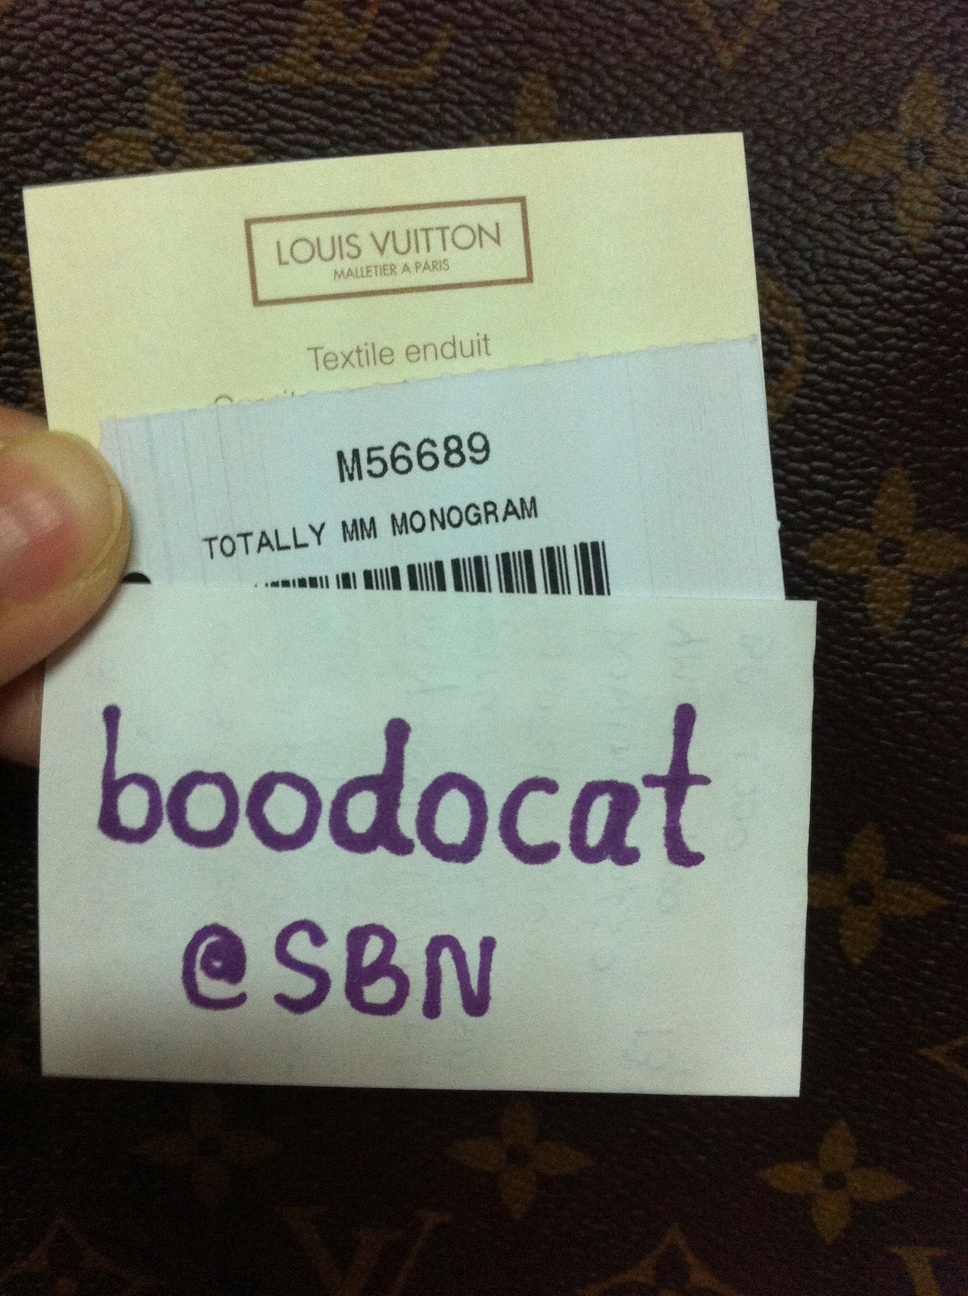 LOUIS VUITTON
MALLETIER A PARIS
Textile enduit
M56689
TOTALLY MM MONOGRAM
boodocat
@SBN